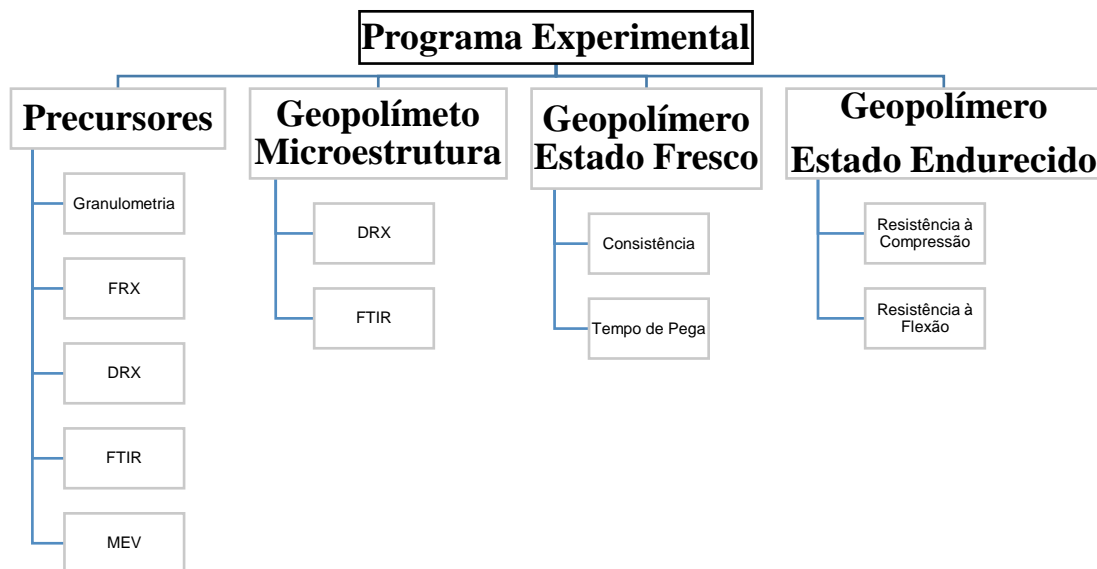 Programa Experimental
Precursores
Granulometria
FRX
DRX
FTIR
MEV
Geopolímeto
Microestrutura
DRX
FTIR
Geopolímero
Estado Fresco
Consistência
Tempo de Pega
Geopolímero
Estado Endurecido
Resistência à
Compressão
Resistência à
Flexão